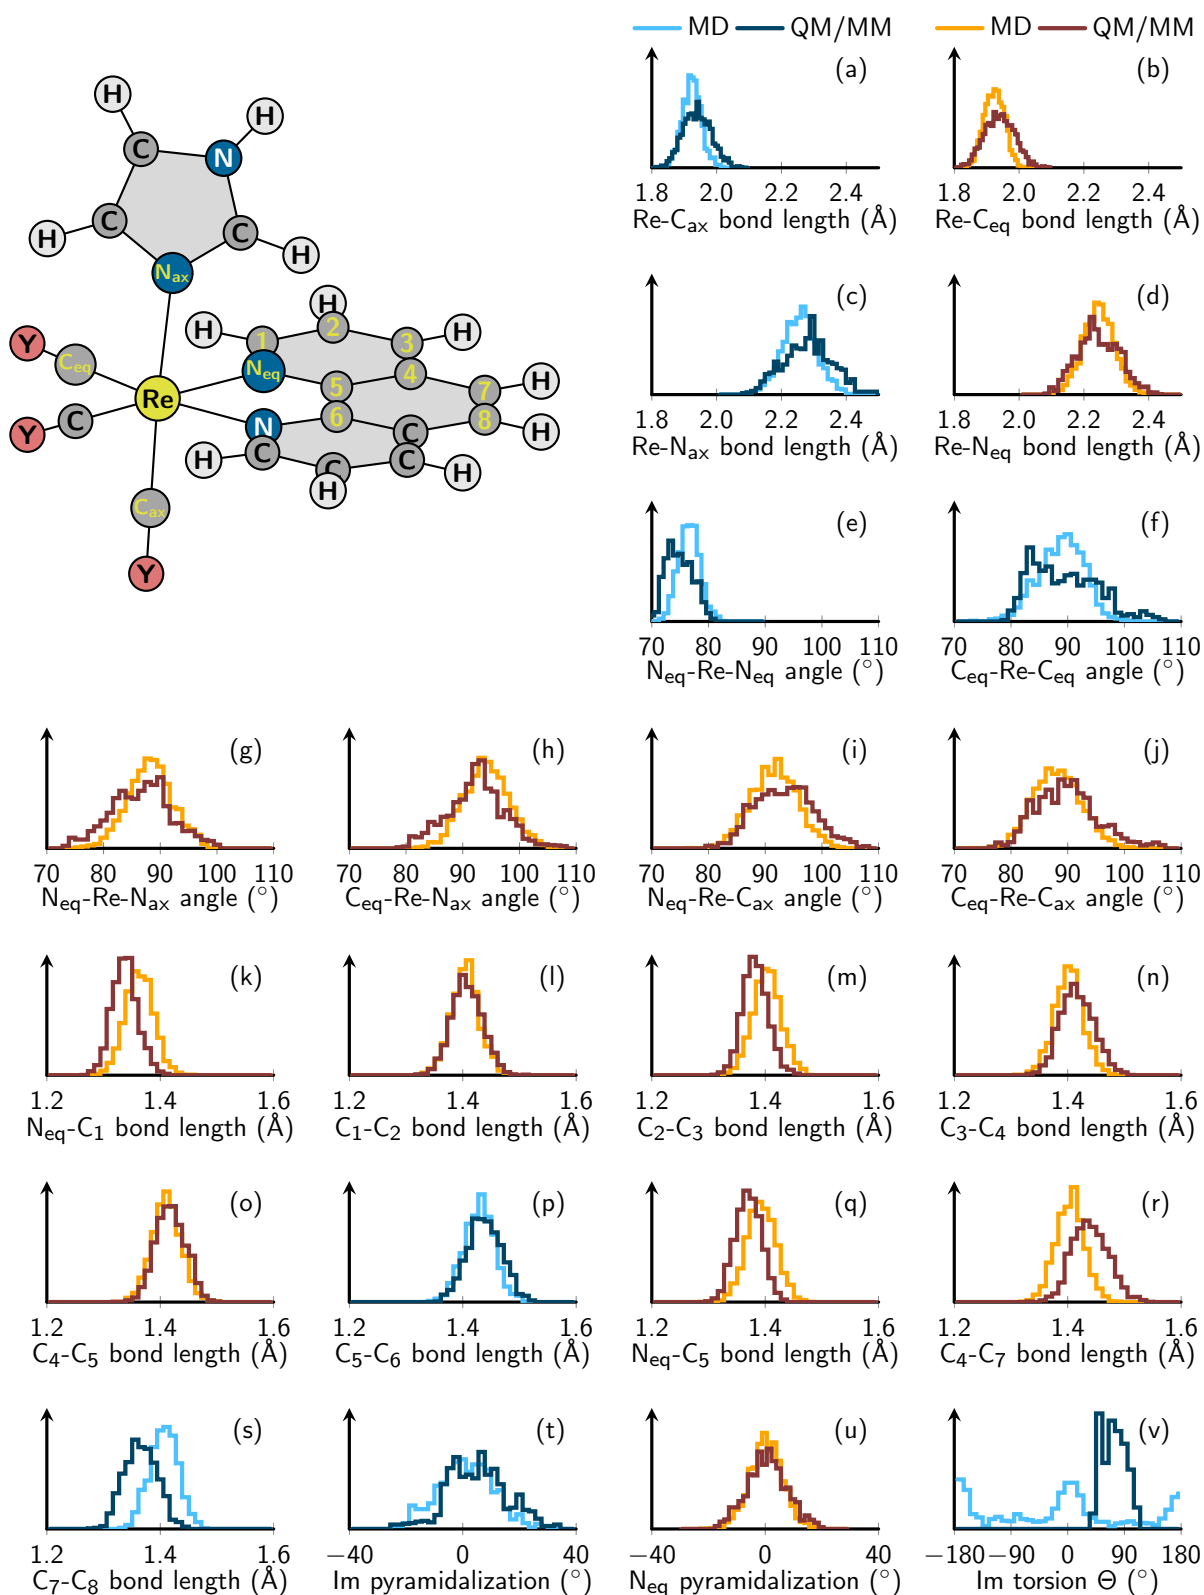 MD QM/MM MD QM/MM
(a) (b)
1.8 2.0 2.2 2.4 1.8 2.0 2.2 2.4
Re-Cax bond length (Å) Re-Ceq bond length (Å)
H
H
C N
C C
H H
Nax
(c) (d)
1.8 2.0 2.2 2.4 1.8 2.0 2.2 2.4
Re-Nax bond length (Å) Re-Neq bond length (Å)
H
H 1 2 3 H
Y Ceq Neq 4
Re 5 7 H
Y C N 6 8 H
H C C C
C H
H
Cax
Y
(e) (f)
70 80 90 100 110 70 80 90 100 110
Neq-Re-Neq angle (°) Ceq-Re-Ceq angle (°)
(g) (h) (i) (j)
70 80 90 100 110 70 80 90 100 110 70 80 90 100 110 70 80 90 100 110
Neq-Re-Nax angle (°) Ceq-Re-Nax angle (°) Neq-Re-Cax angle (°) Ceq-Re-Cax angle (°)
(k) (l) (m) (n)
1.2 1.4 1.6 1.2 1.4 1.6 1.2 1.4 1.6 1.2 1.4 1.6
Neq-C1 bond length (Å) C1-C2 bond length (Å) C2-C3 bond length (Å) C3-C4 bond length (Å)
(o) (p) (q) (r)
1.2 1.4 1.6 1.2 1.4 1.6 1.2 1.4 1.6 1.2 1.4 1.6
C4-C5 bond length (Å) C5-C6 bond length (Å) Neq-C5 bond length (Å) C4-C7 bond length (Å)
(s) (t) (u) (v)
1.2 1.4 1.6 −40 0 40 −40 0 40 −180 −90 0 90 180
C7-C8 bond length (Å) Im pyramidalization (°) Neq pyramidalization (°) Im torsion Θ (°)